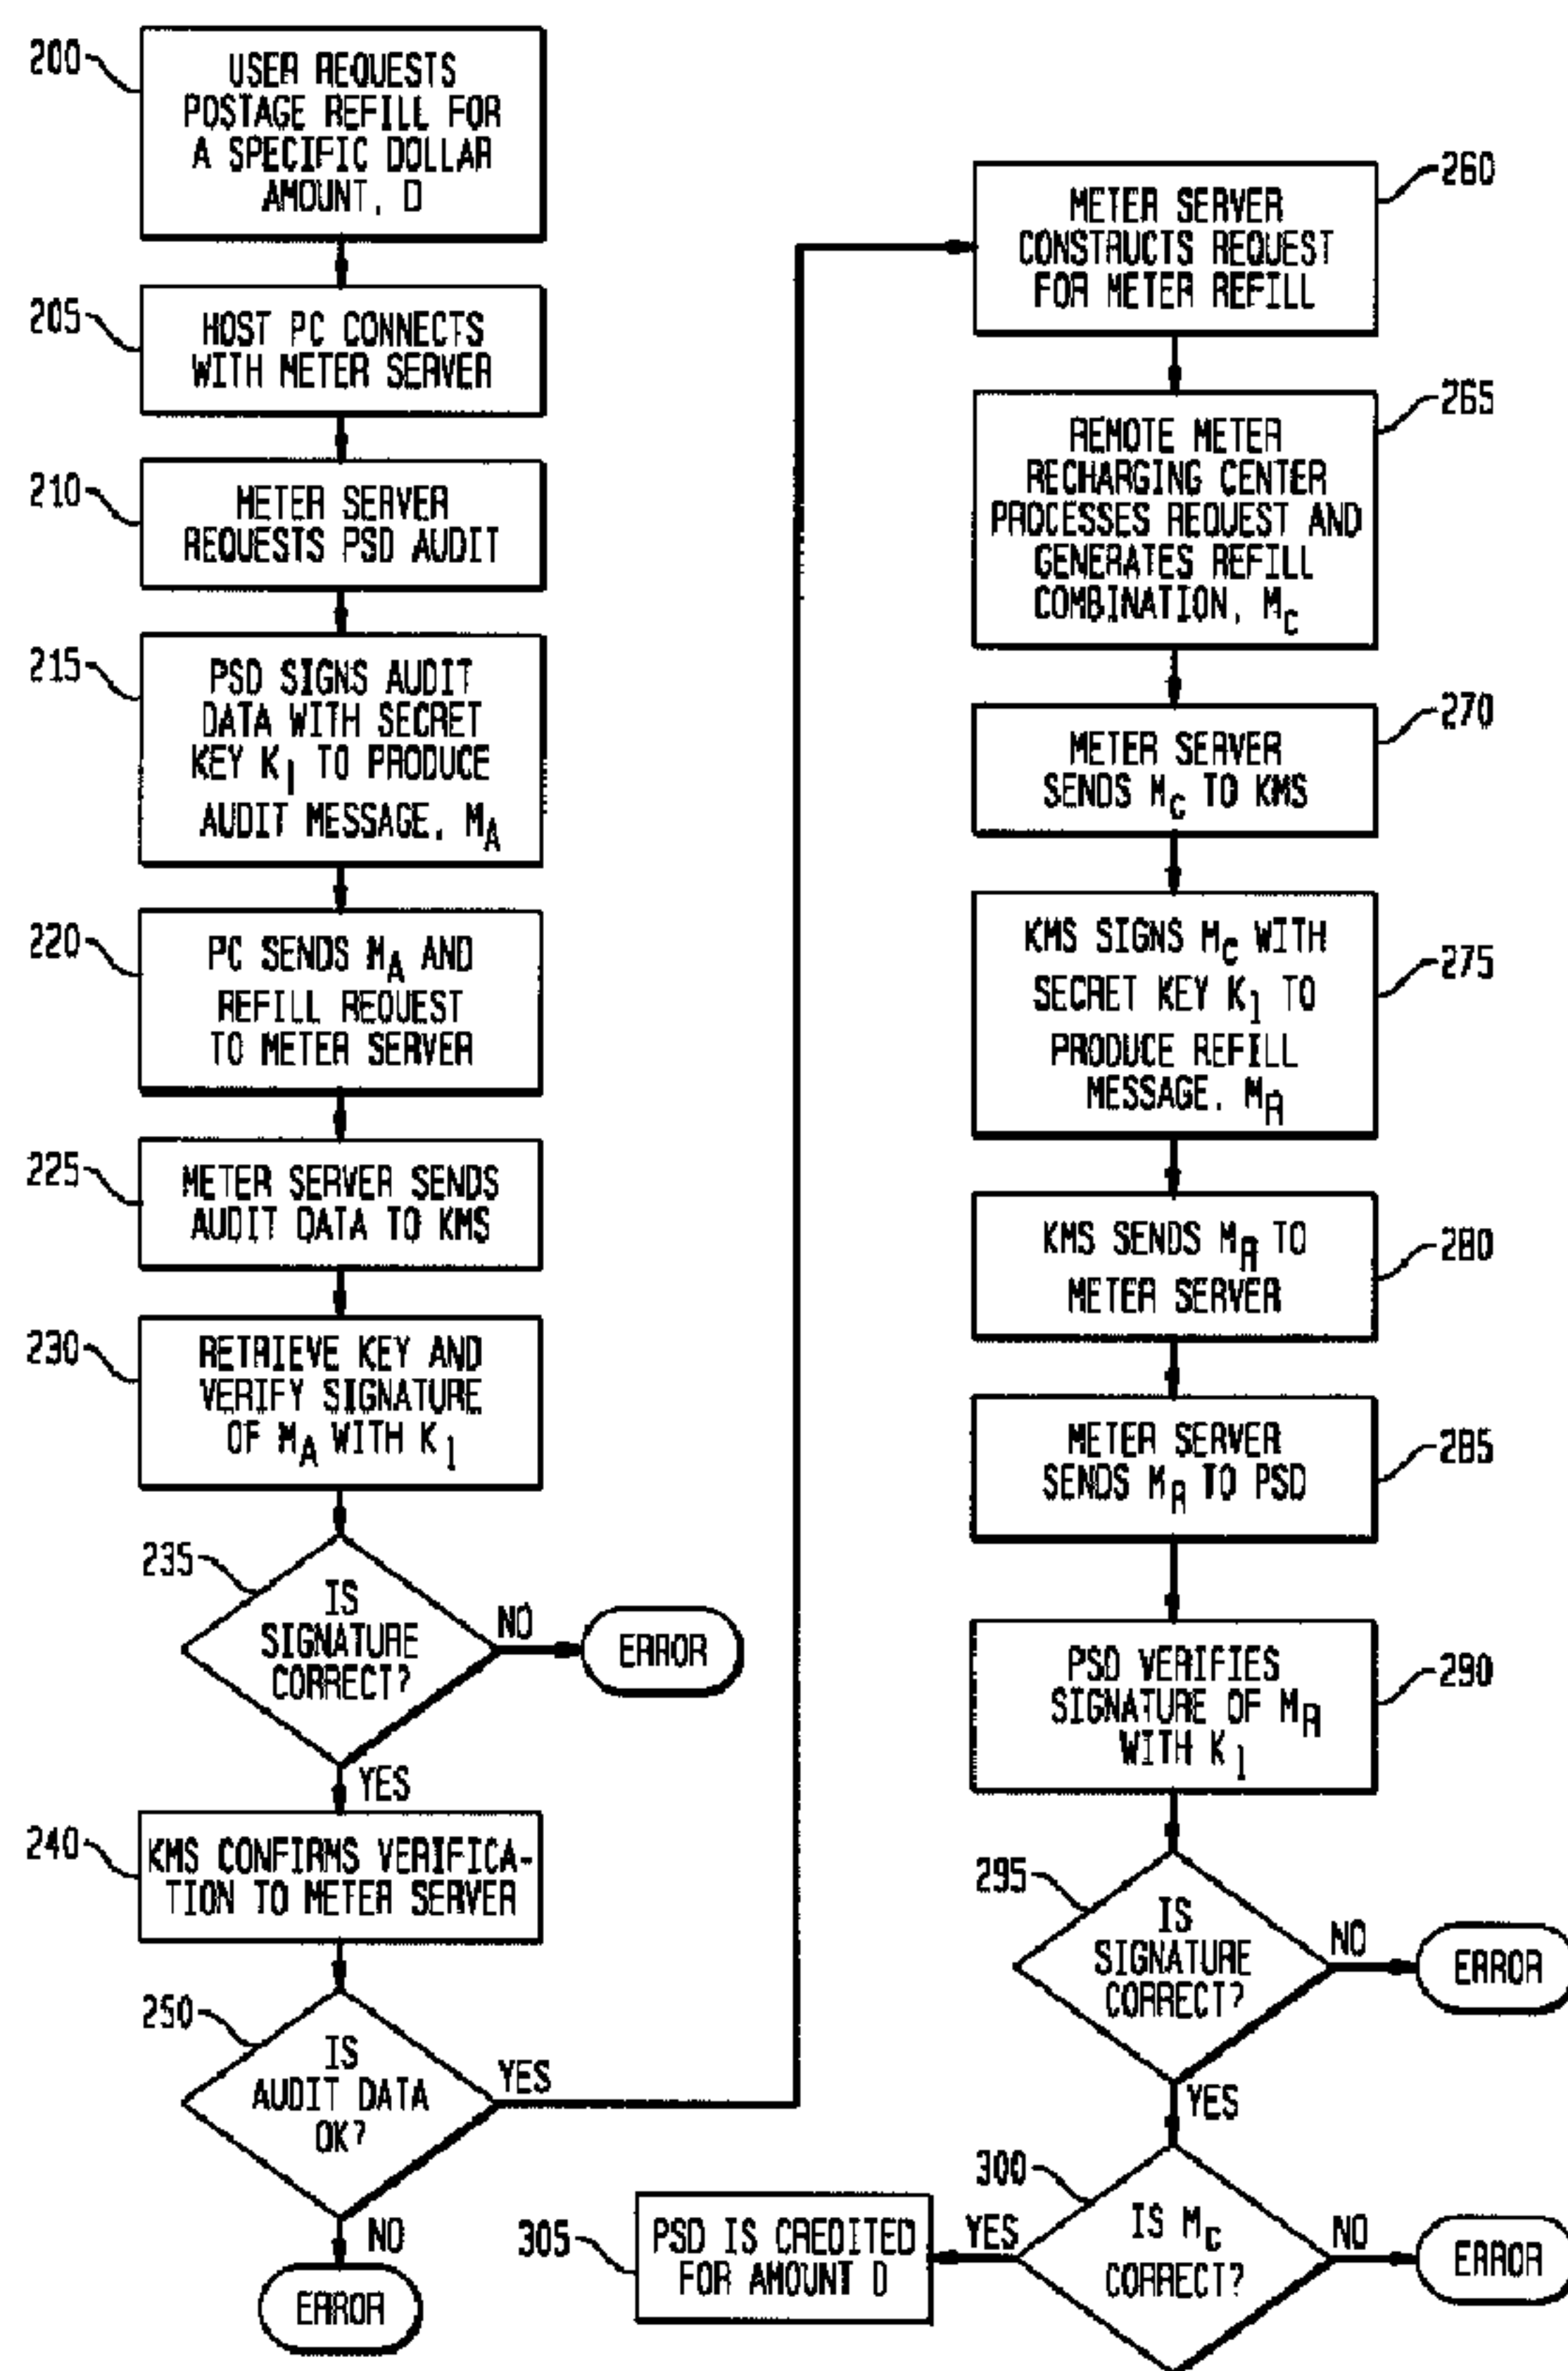 200
USER REQUESTS
POSTAGE REFILL FOR
A SPECIFIC DOLLAR
AMOUNT, D
205
HOST PC CONNECTS
WITH METER SERVER
210
METER SERVER
REQUESTS PSD AUDIT
215
PSD SIGNS AUDIT
DATA WITH SECRET
KEY K1 TO PRODUCE
AUDIT MESSAGE, MA
220
PC SENDS MA AND
REFILL REQUEST
TO METER SERVER
225
METER SERVER SENDS
AUDIT DATA TO KMS
230
RETRIEVE KEY AND
VERIFY SIGNATURE
OF MA WITH K1
235
IS
SIGNATURE
CORRECT?
NO
ERROR
YES
240
KMS CONFIRMS VERIFICA-
TION TO METER SERVER
250
IS
AUDIT DATA
OK?
YES
NO
ERROR
260
METER SERVER
CONSTRUCTS REQUEST
FOR METER REFILL
265
REMOTE METER
RECHARGING CENTER
PROCESSES REQUEST AND
GENERATES REFILL
COMBINATION, MC
270
METER SERVER
SENDS MC TO KMS
275
KMS SIGNS MC WITH
SECRET KEY K1 TO
PRODUCE REFILL
MESSAGE, MR
280
KMS SENDS MR TO
METER SERVER
285
METER SERVER
SENDS MR TO PSD
290
PSD VERIFIES
SIGNATURE OF MR
WITH K1
295
IS
SIGNATURE
CORRECT?
NO
ERROR
YES
300
IS MC
CORRECT?
NO
ERROR
YES
305
PSD IS CREDITED
FOR AMOUNT D